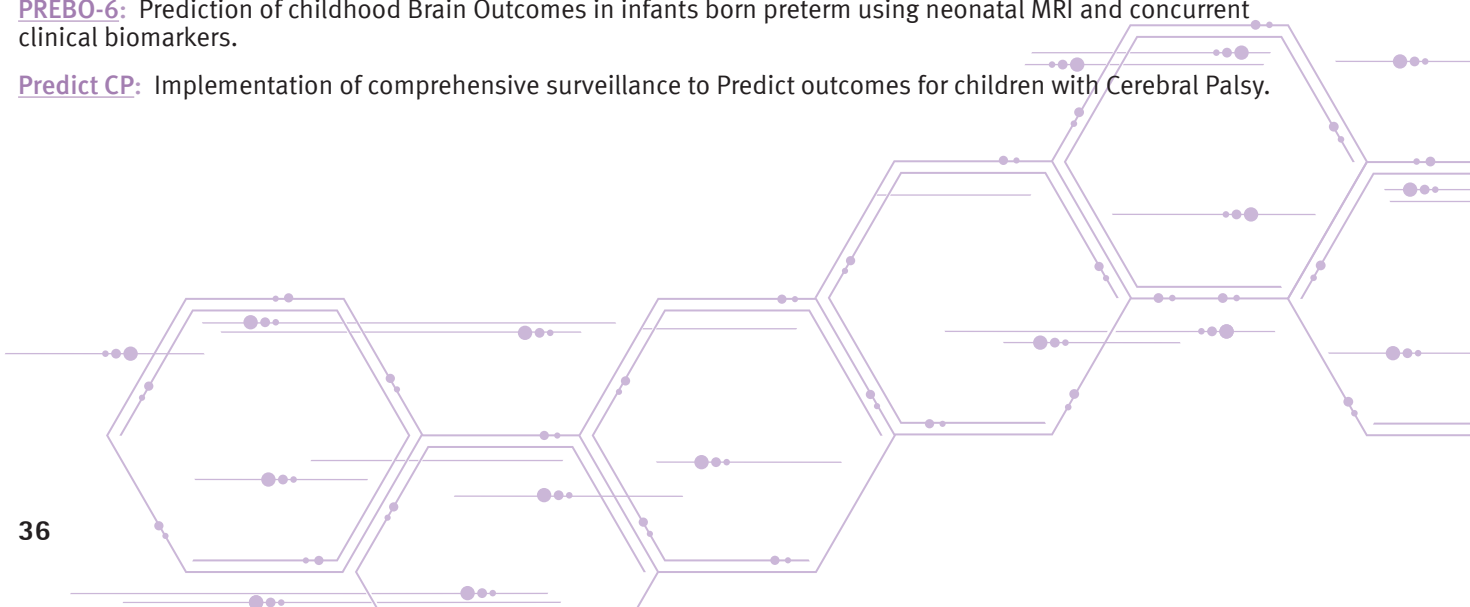 PREBO-6: Prediction of childhood Brain Outcomes in infants born preterm using neonatal MRI and concurrent
clinical biomarkers.
Predict CP: Implementation of comprehensive surveillance to Predict outcomes for children with Cerebral Palsy.
36